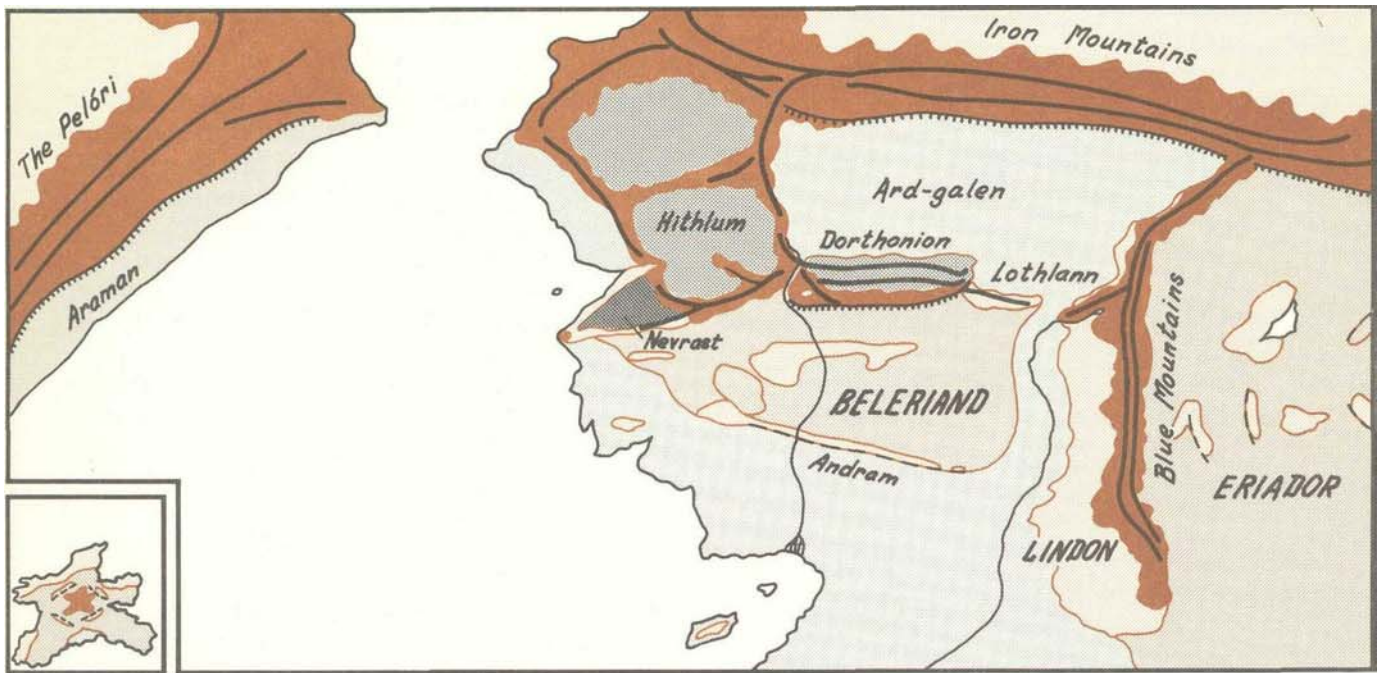 Iron Mountains
The Pelóri
Ard-galen
Hithlum
Dorthonion
Lothlann
Araman
Nevrast
Blue Mountains
BELERIAND
Andram
ERIADOR
LINDON